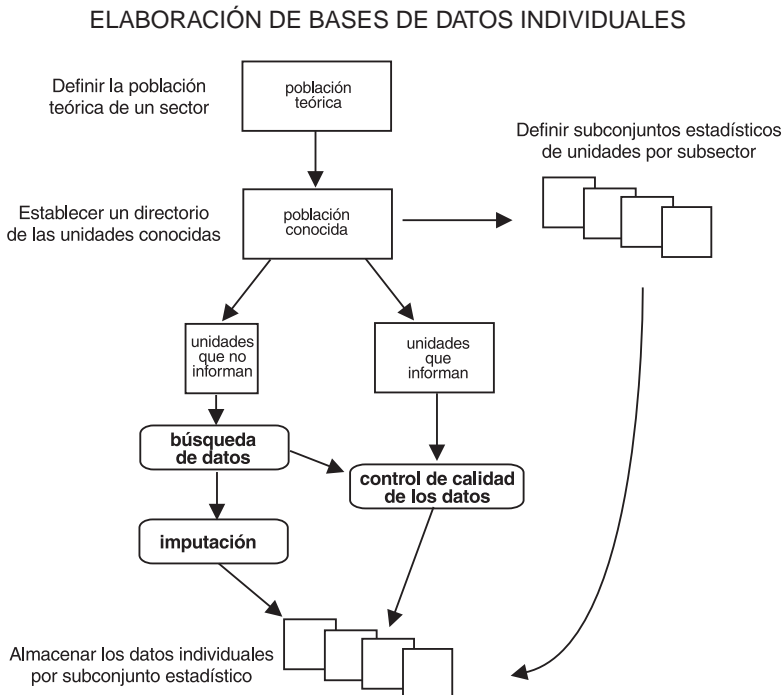 ELABORACIÓN DE BASES DE DATOS INDIVIDUALES
Definir la población
teórica de un sector
población
teórica
Definir subconjuntos estadísticos
de unidades por subsector
Establecer un directorio
de las unidades conocidas
población
conocida
unidades
que no
informan
unidades
que
informan
búsqueda
de datos
control de calidad
de los datos
imputación
Almacenar los datos individuales
por subconjunto estadístico